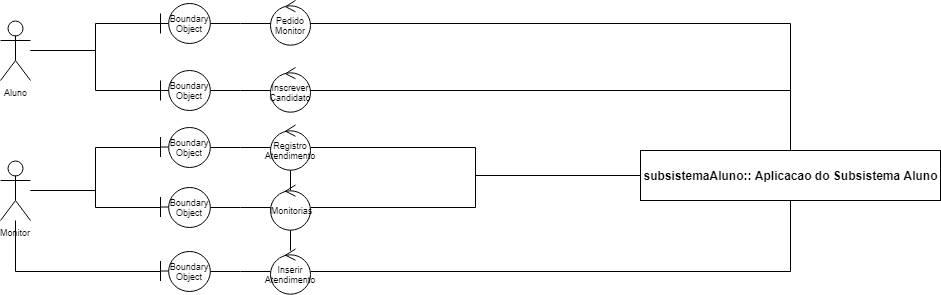 Boundary
Object
Pedido
Monitor
Aluno
Boundary
Object
Inscrever
Candidato
Boundary
Object
Registro
Atendimento
subsistemaAluno:: Aplicacao do Subsistema Aluno
Monitor
Boundary
Object
Monitorias
Boundary
Object
Inserir
Atendimento